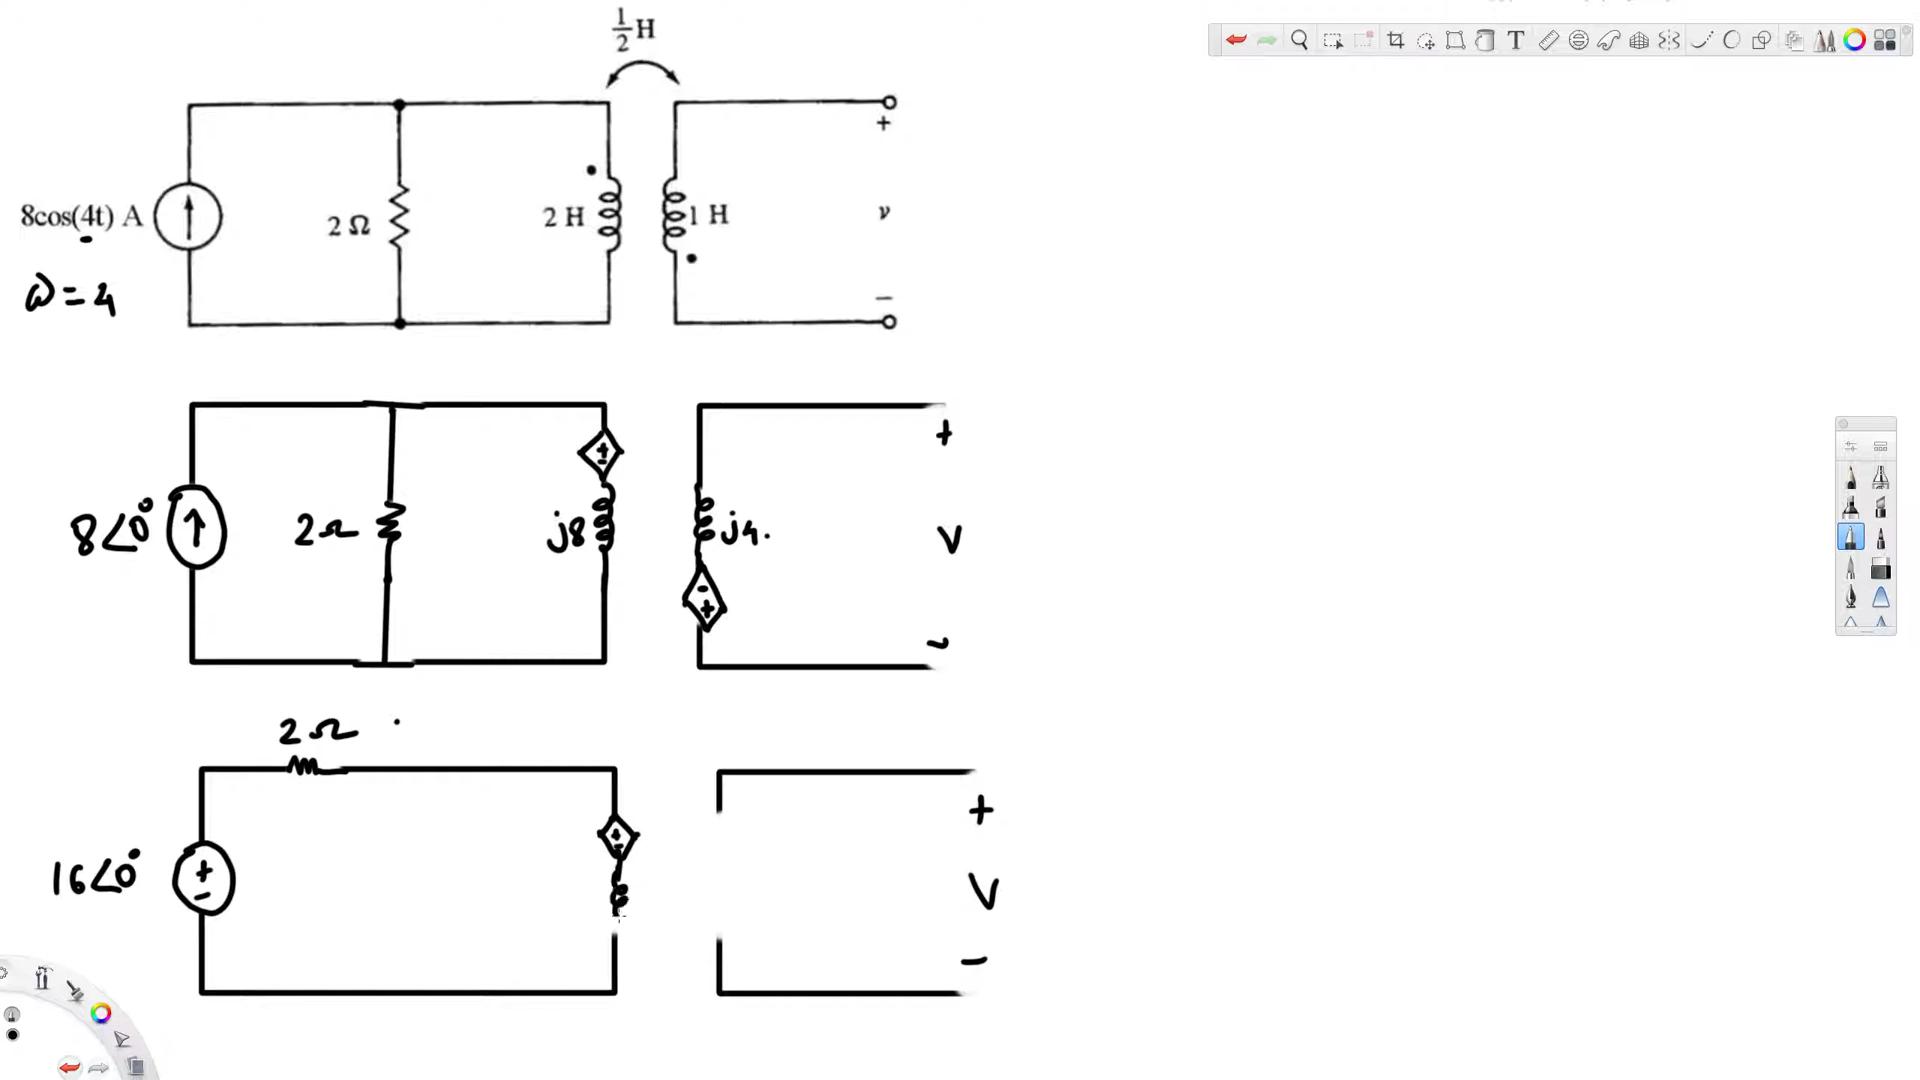 1/2 H
+
8cos(4t) A
2 Ω
2 H
1 H
v
ω = 4
−
+
+
-
8∠0°
2Ω
j8
j4
V
-
+
-
2Ω
+
+
-
16∠0°
+
-
V
-
T